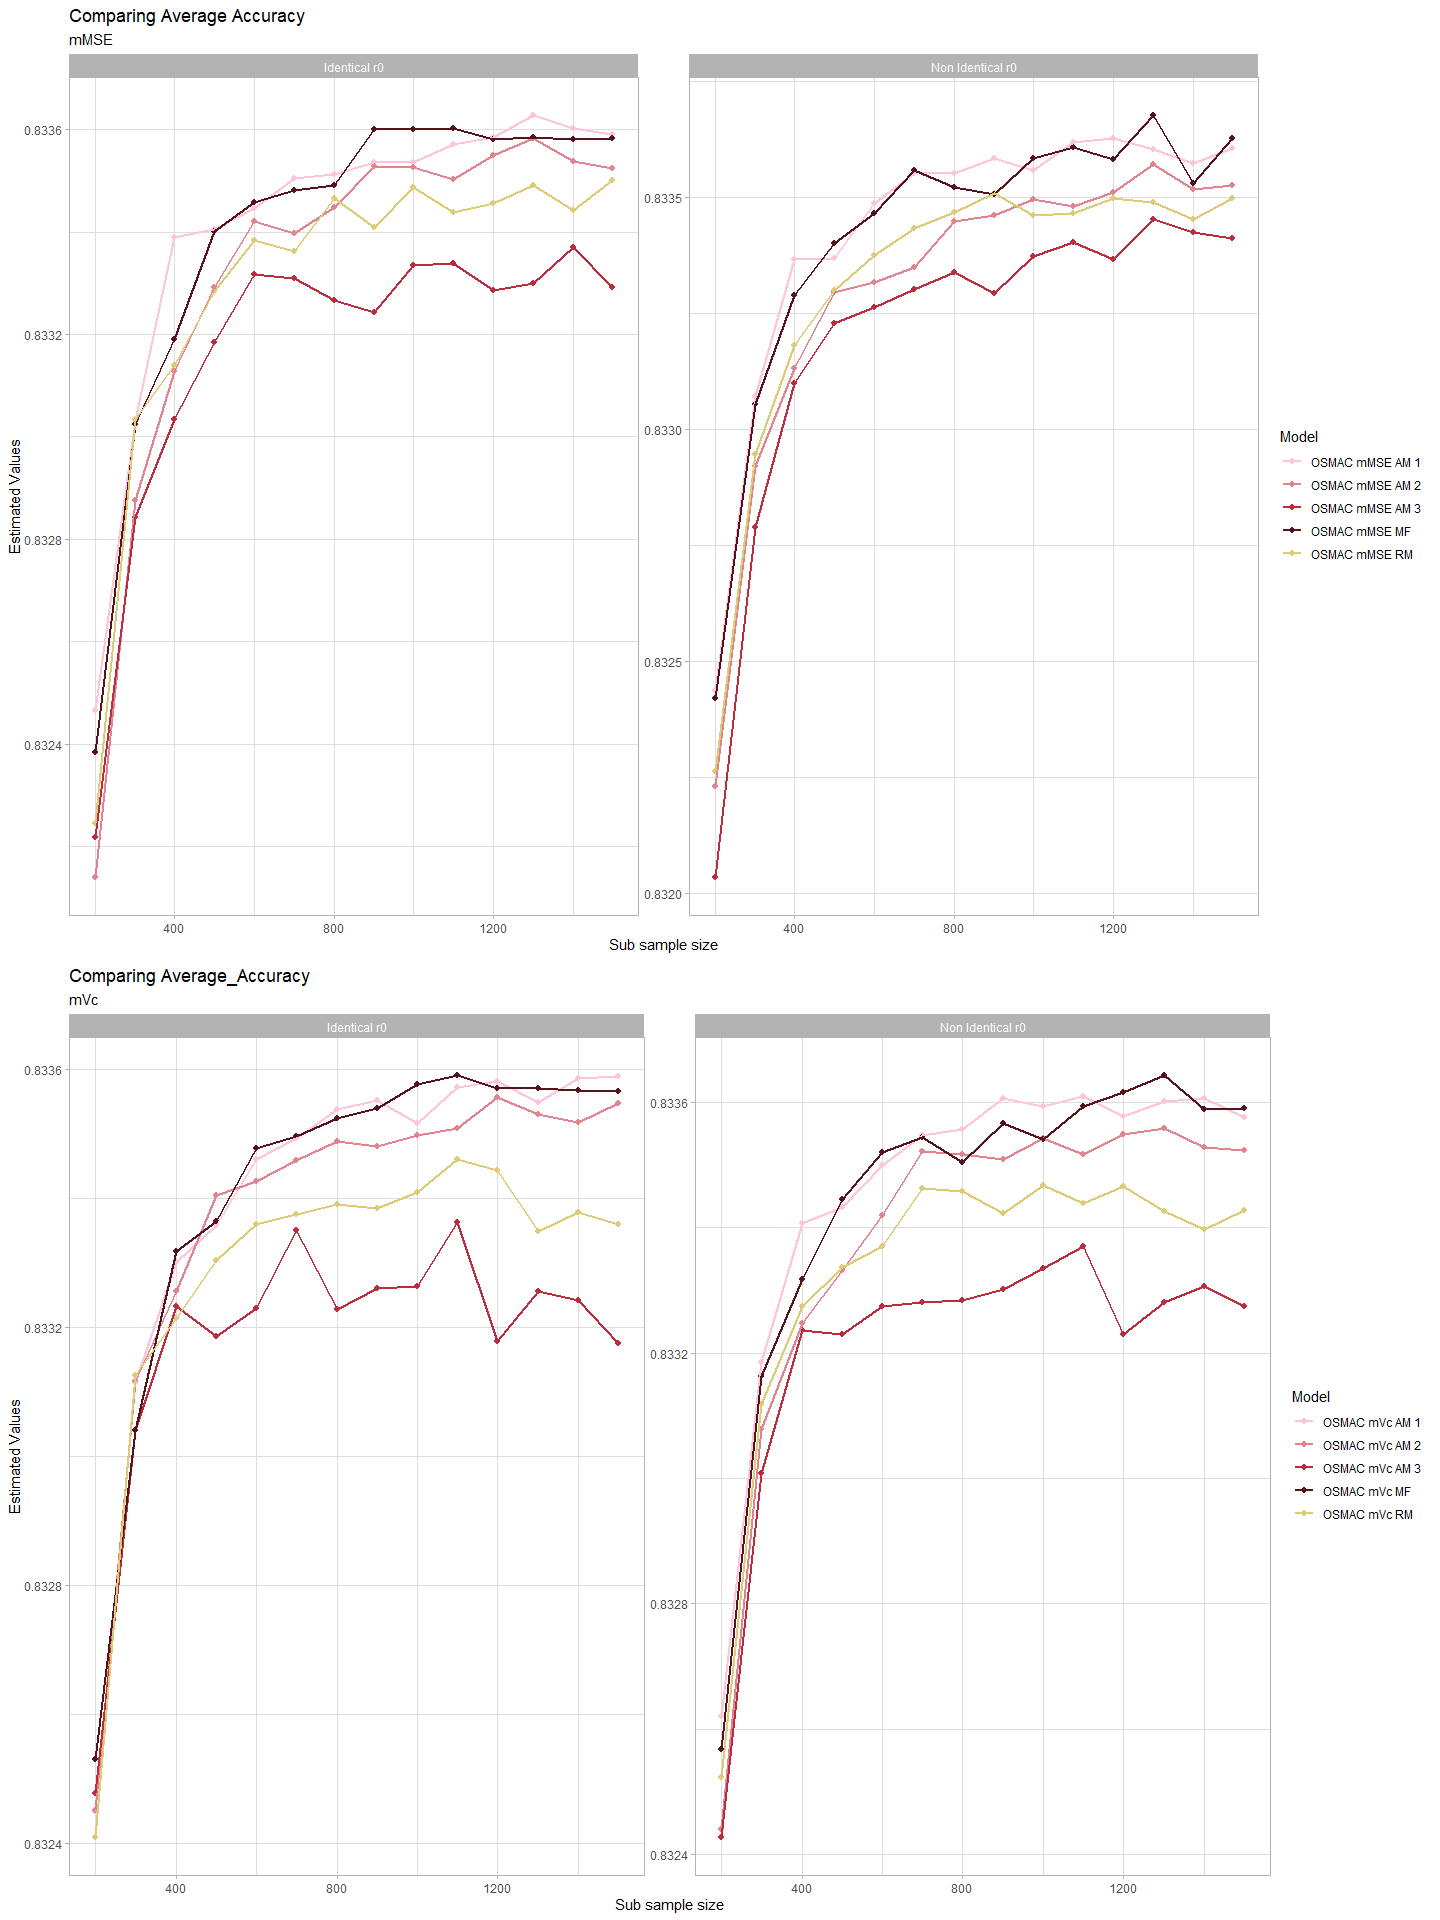 Comparing Average Accuracy
mMSE
Identical r0
Non Identical r0
0.8336
0.8332
0.8328
0.8324
0.8335
0.8330
0.8325
0.8320
400
800
1200
400
800
1200
Estimated Values
Sub sample size
Model
OSMAC mMSE AM 1
OSMAC mMSE AM 2
OSMAC mMSE AM 3
OSMAC mMSE MF
OSMAC mMSE RM
Comparing Average_Accuracy
mVc
Identical r0
Non Identical r0
0.8336
0.8332
0.8328
0.8324
0.8336
0.8332
0.8328
0.8324
400
800
1200
400
800
1200
Estimated Values
Sub sample size
Model
OSMAC mVc AM 1
OSMAC mVc AM 2
OSMAC mVc AM 3
OSMAC mVc MF
OSMAC mVc RM